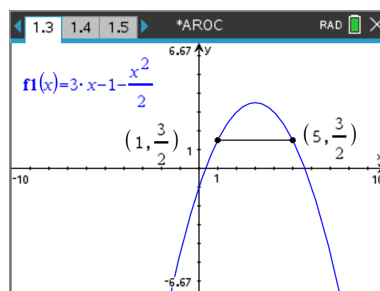 1.3 1.4 1.5 *AROC RAD
6.67 y
f1(x)=3·x-1-x²/2
(1,3/2) (5,3/2)
1
x
-10 1 10
-6.67